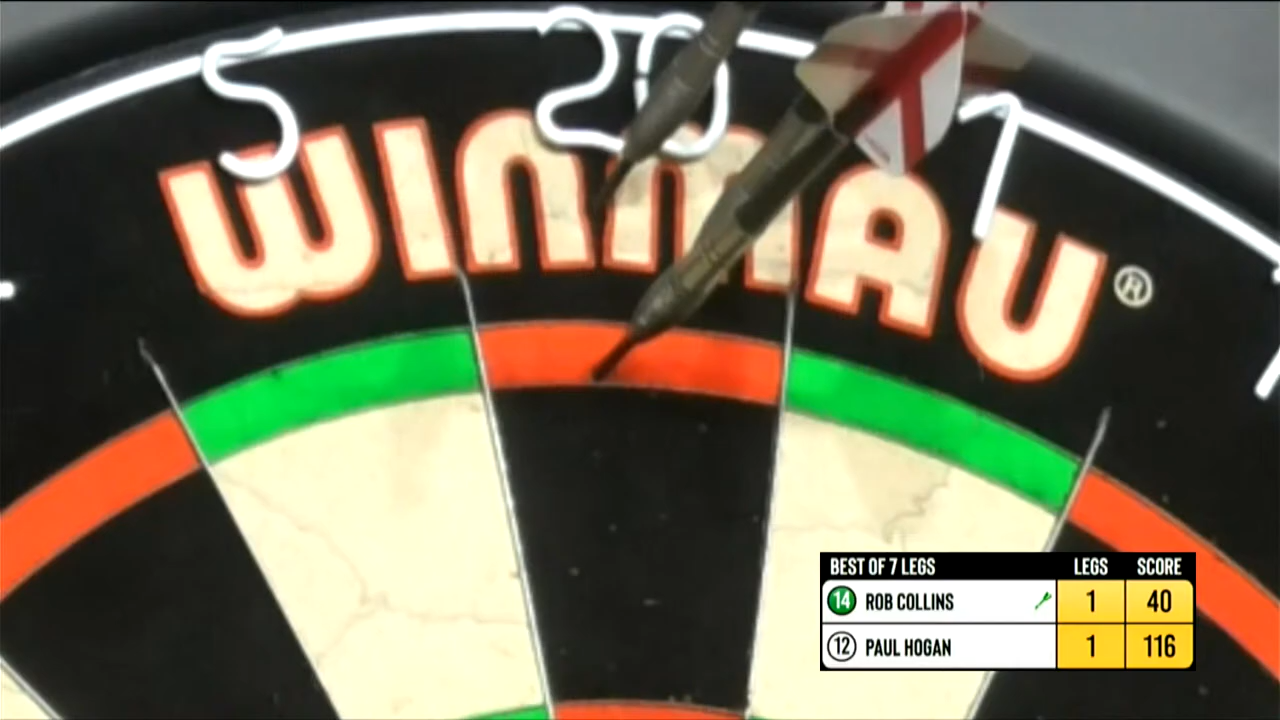 5 20 1
WINMAU®
BEST OF 7 LEGS LEGS SCORE
14 ROB COLLINS 1 40
12 PAUL HOGAN 1 116